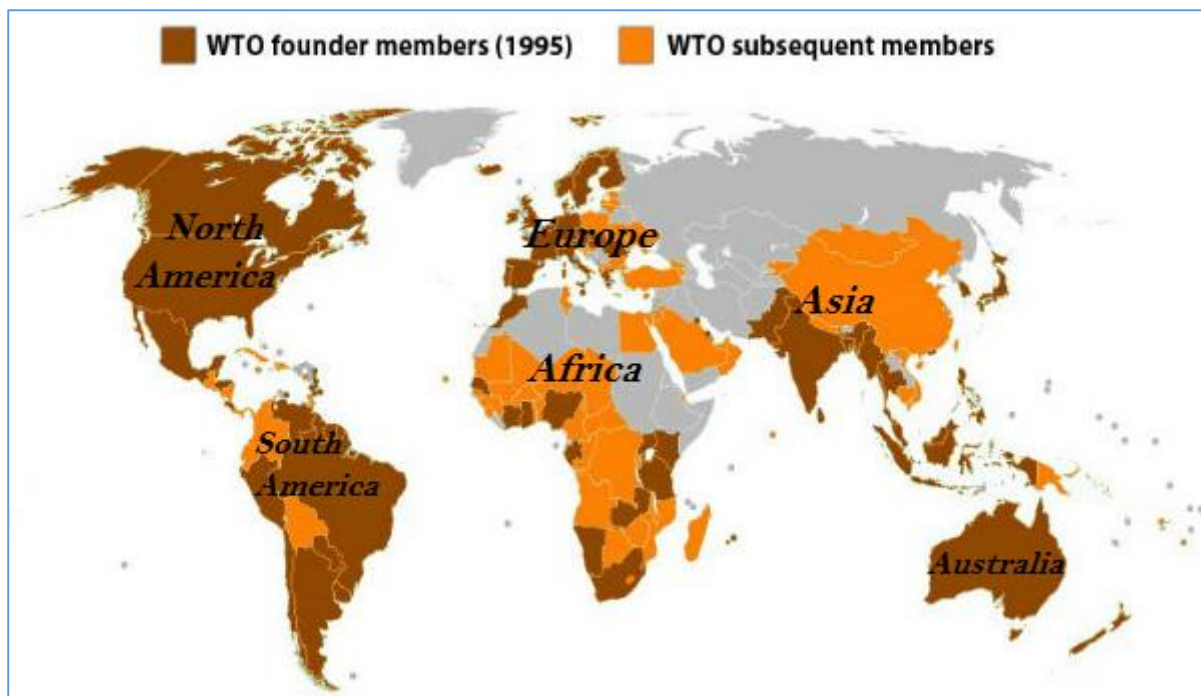 WTO founder members (1995)
WTO subsequent members
North
America
Europe
Asia
Africa
South
America
Australia